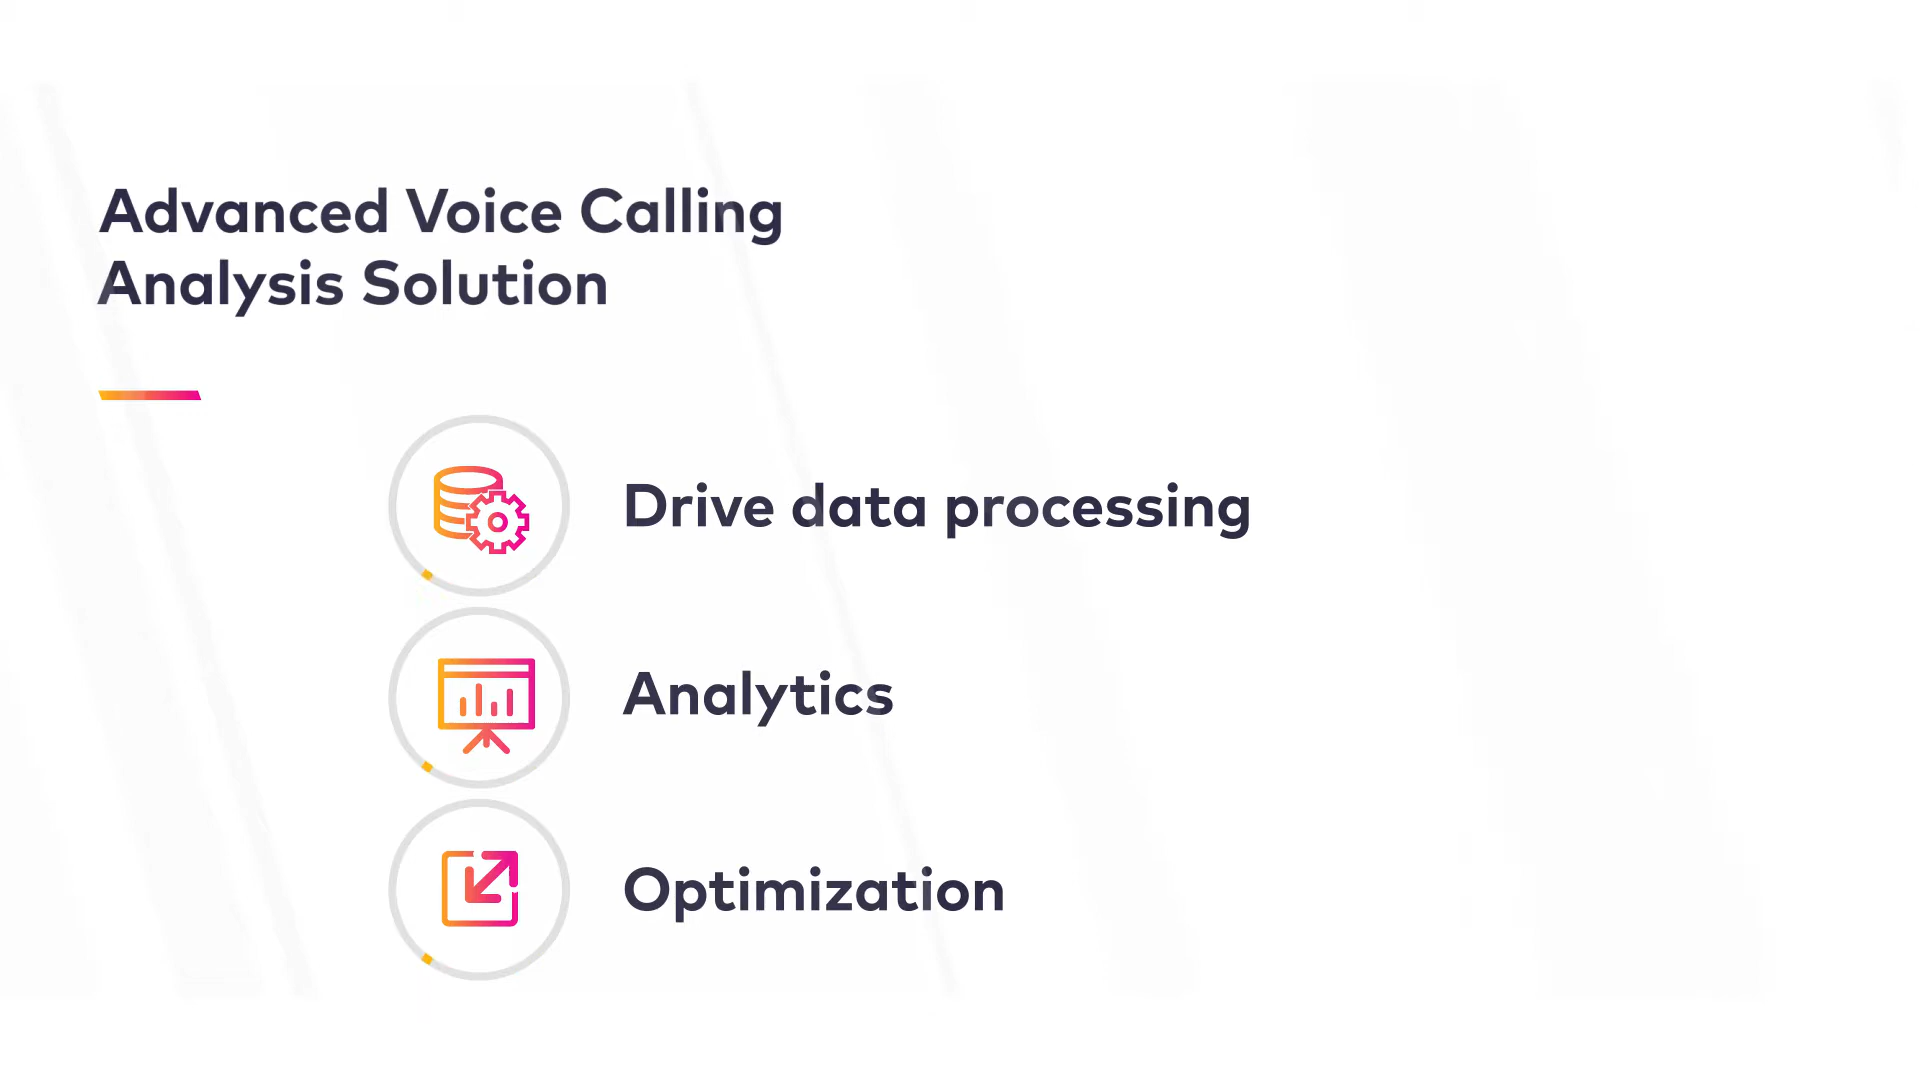 Advanced Voice Calling
Analysis Solution
Drive data processing
Analytics
Optimization